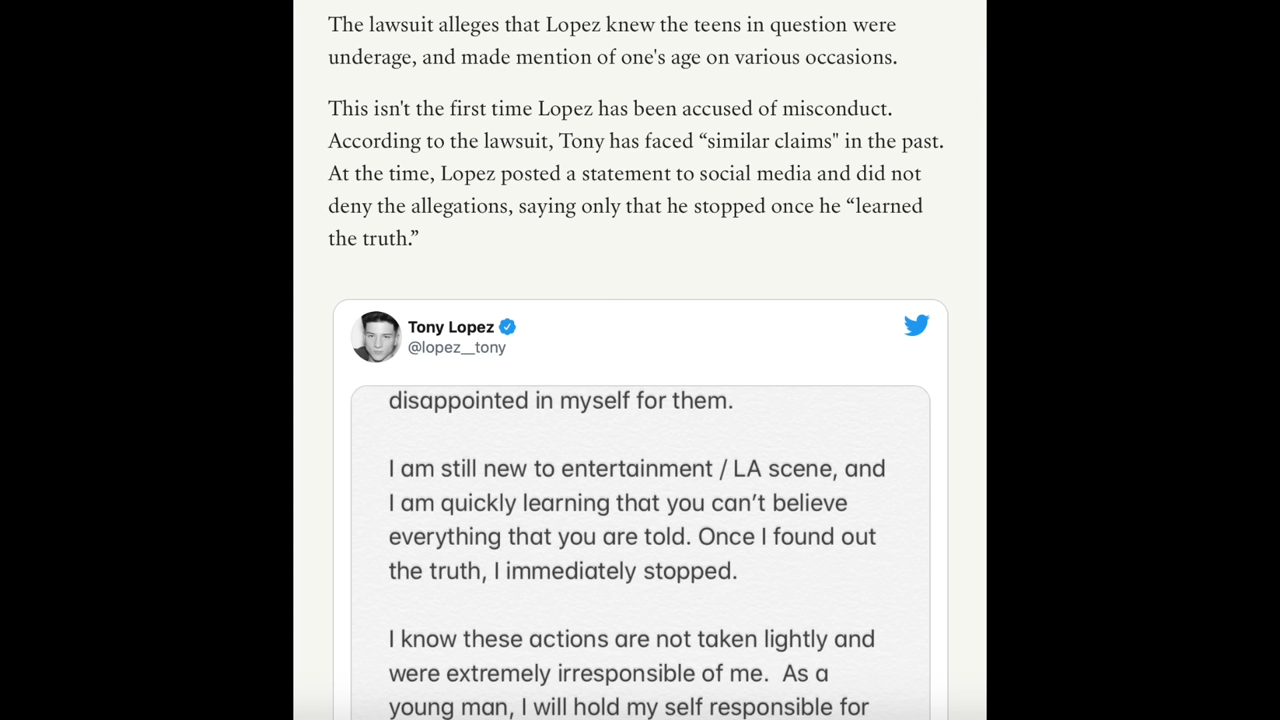 The lawsuit alleges that Lopez knew the teens in question were
underage, and made mention of one's age on various occasions.
This isn't the first time Lopez has been accused of misconduct.
According to the lawsuit, Tony has faced “similar claims" in the past.
At the time, Lopez posted a statement to social media and did not
deny the allegations, saying only that he stopped once he “learned
the truth.”
Tony Lopez
@lopez__tony
disappointed in myself for them.
I am still new to entertainment / LA scene, and
I am quickly learning that you can’t believe
everything that you are told. Once I found out
the truth, I immediately stopped.
I know these actions are not taken lightly and
were extremely irresponsible of me.  As a
young man, I will hold my self responsible for